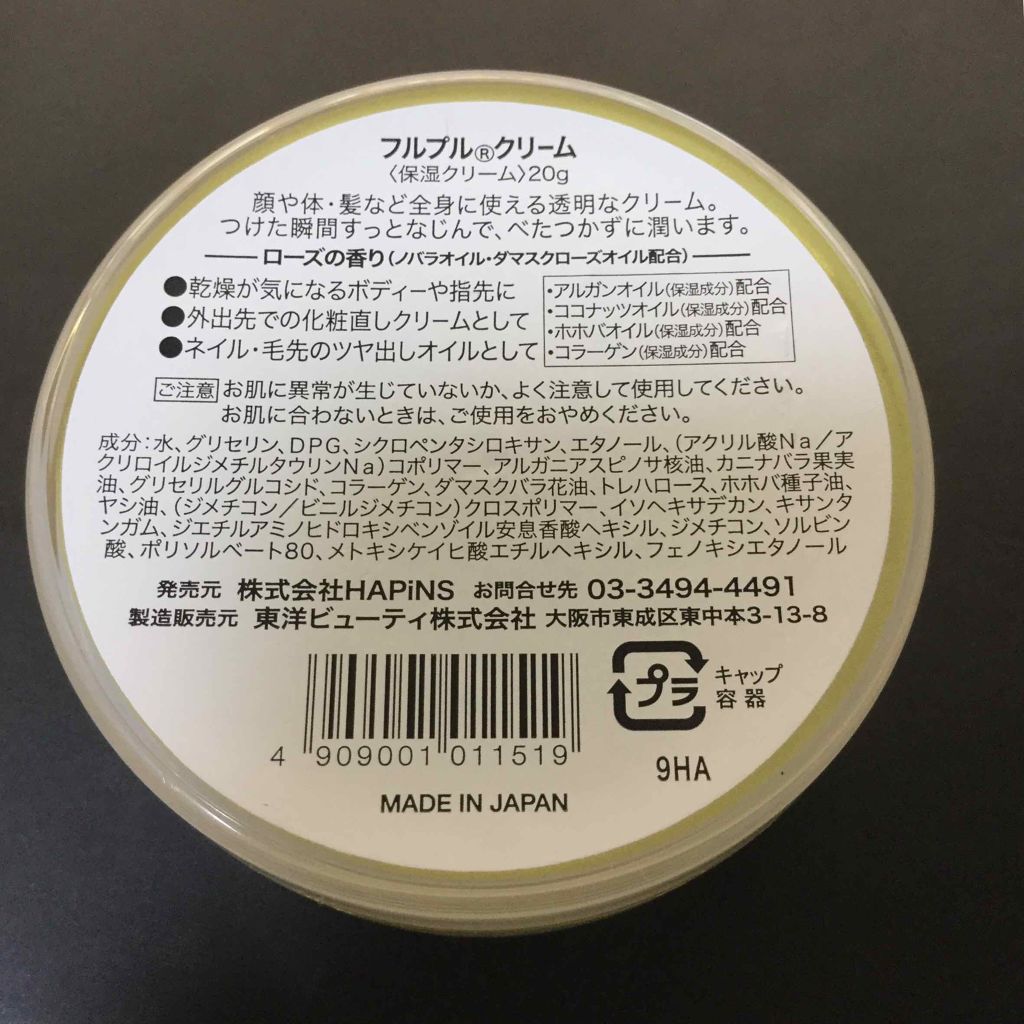 フルプル®クリーム
〈保湿クリーム〉20g
顔や体・髪など全身に使える透明なクリーム。
つけた瞬間すっとなじんで、べたつかずに潤います。
ローズの香り(ノバラオイル・ダマスクローズオイル配合)
●乾燥が気になるボディーや指先に
●外出先での化粧直しクリームとして
●ネイル・毛先のツヤ出しオイルとして
・アルガンオイル(保湿成分)配合
・ココナッツオイル(保湿成分)配合
・ホホバオイル(保湿成分)配合
・コラーゲン(保湿成分)配合
ご注意 お肌に異常が生じていないか、よく注意して使用してください。
お肌に合わないときは、ご使用をおやめください。
成分:水、グリセリン、DPG、シクロペンタシロキサン、エタノール、(アクリル酸Na/ア
クリロイルジメチルタウリンNa)コポリマー、アルガニアスピノサ核油、カニナバラ果実
油、グリセリルグルコシド、コラーゲン、ダマスクバラ花油、トレハロース、ホホバ種子油、
ヤシ油、(ジメチコン/ビニルジメチコン)クロスポリマー、イソヘキサデカン、キサンタ
ンガム、ジエチルアミノヒドロキシベンゾイル安息香酸ヘキシル、ジメチコン、ソルビン
酸、ポリソルベート80、メトキシケイヒ酸エチルヘキシル、フェノキシエタノール
発売元 株式会社HAPiNS お問合せ先 03-3494-4491
製造販売元 東洋ビューティ株式会社 大阪市東成区東中本3-13-8
プラ
キャップ
容器
4 909001 011519
9HA
MADE IN JAPAN